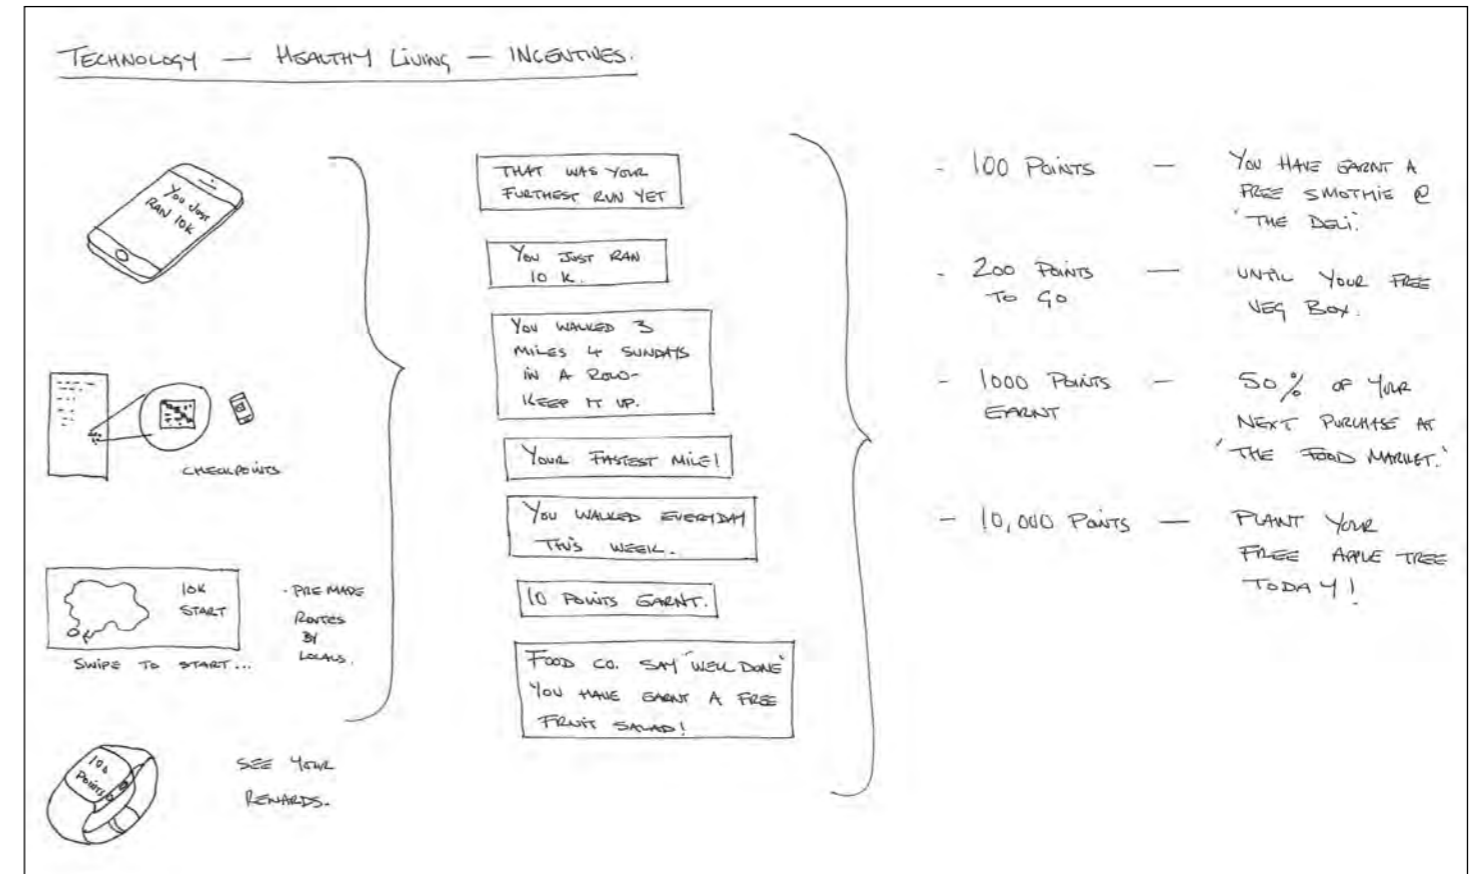 TECHNOLOGY — HEALTHY LIVING — INCENTIVES.
You Just
RAN 10K
CHECKPOINTS
10K
START
SWIPE TO START...
- PRE MADE
ROUTES
BY
LOCALS.
POINTS
SEE YOUR
REWARDS.
THAT WAS YOUR
FURTHEST RUN YET
YOU JUST RAN
10 K.
YOU WALKED 3
MILES 4 SUNDAYS
IN A ROW-
KEEP IT UP.
YOUR FASTEST MILE!
YOU WALKED EVERYDAY
THIS WEEK.
10 POINTS EARNT.
FOOD CO. SAY 'WELL DONE'
YOU HAVE EARNT A FREE
FRUIT SALAD!
- 100 POINTS — YOU HAVE EARNT A
FREE SMOTHIE @
'THE DELI'.
- 200 POINTS — UNTIL YOUR FREE
TO GO VEG BOX.
- 1000 POINTS — 50% OF YOUR
EARNT NEXT PURCHASE AT
'THE FOOD MARKET.'
- 10,000 POINTS — PLANT YOUR
FREE APPLE TREE
TODAY!